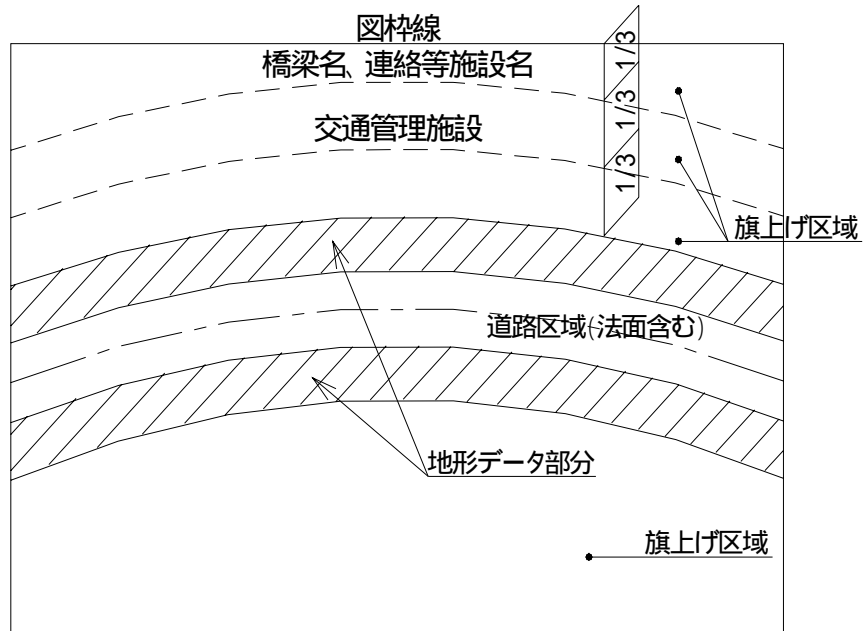 図枠線
橋梁名、連絡等施設名
1/3
交通管理施設
1/3
1/3
旗上げ区域
道路区域(法面含む)
地形データ部分
旗上げ区域